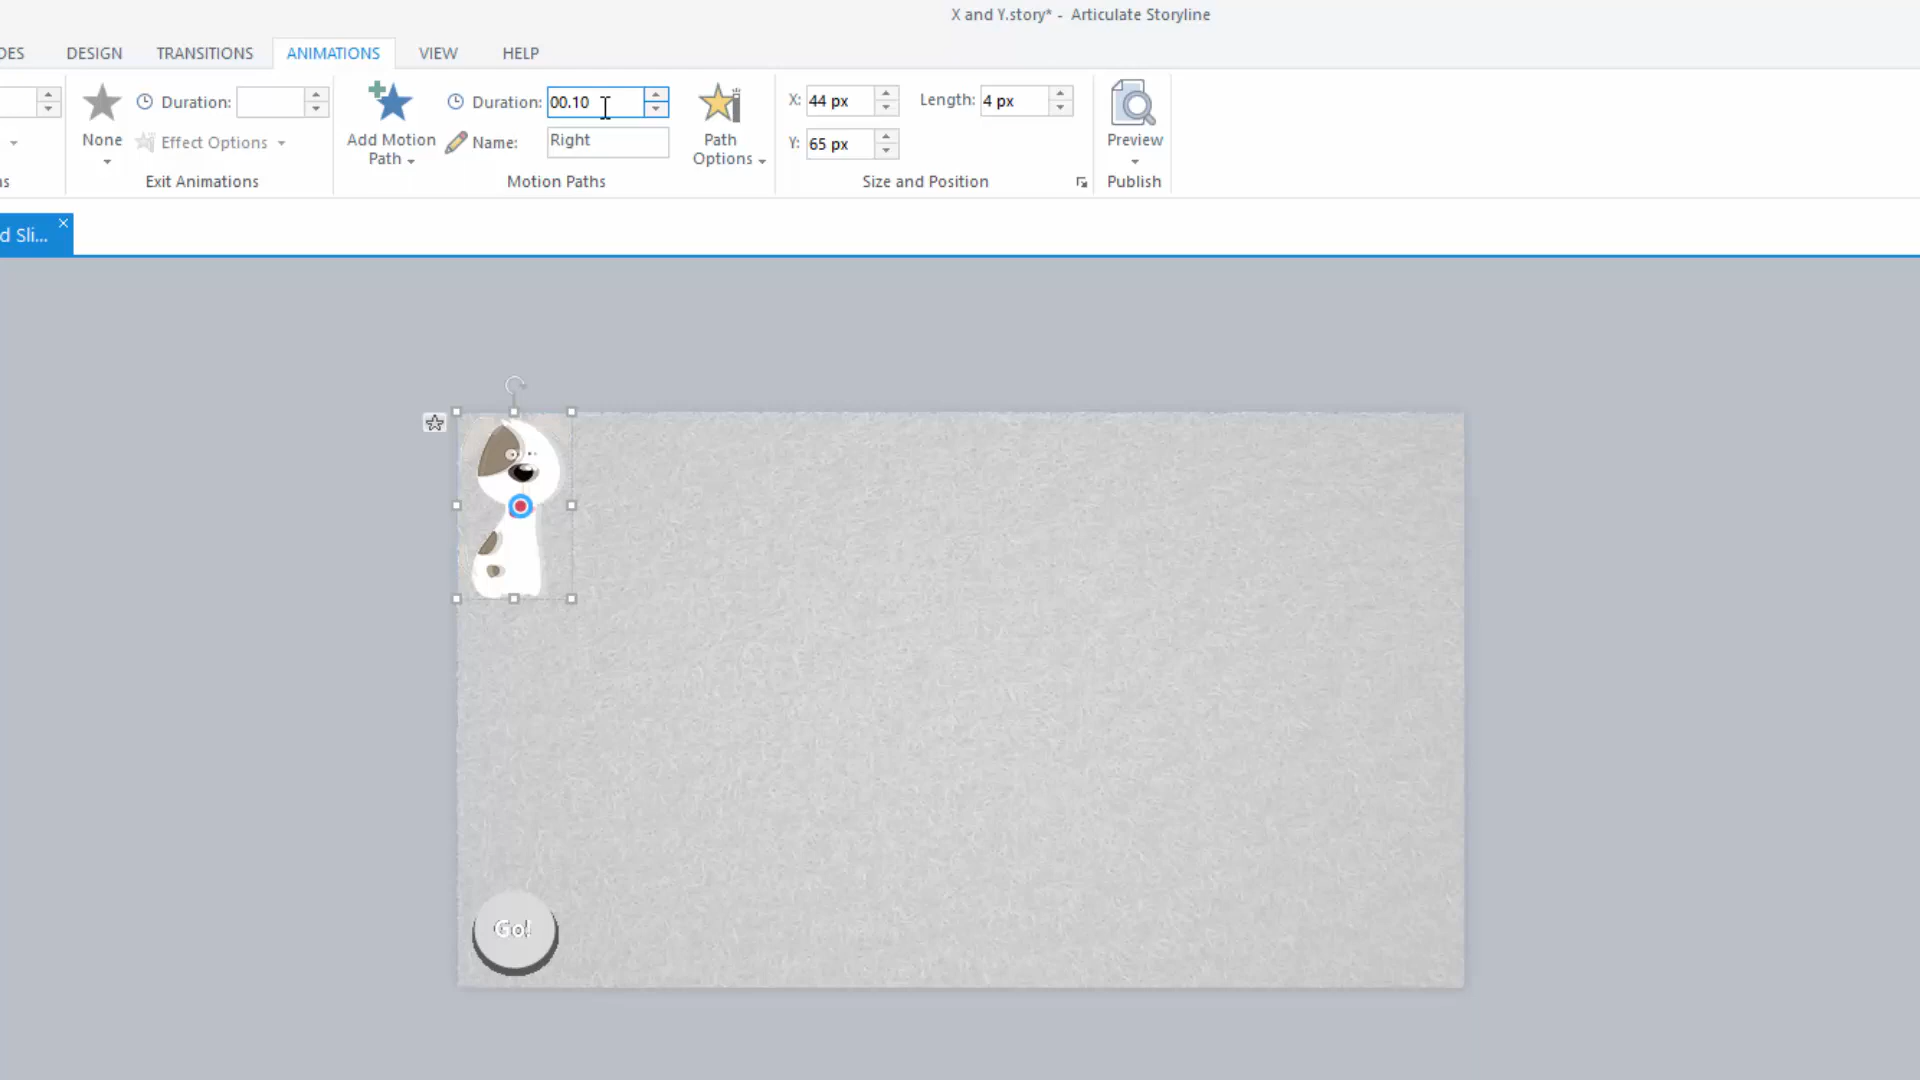 X and Y.story* - Articulate Storyline
DES DESIGN TRANSITIONS ANIMATIONS VIEW HELP
Duration: Duration: 00.10 X: 44 px Length: 4 px
None Effect Options Add Motion Path Name: Right Path Options Y: 65 px Preview
ns Exit Animations Motion Paths Size and Position Publish
d Sli...
Go!